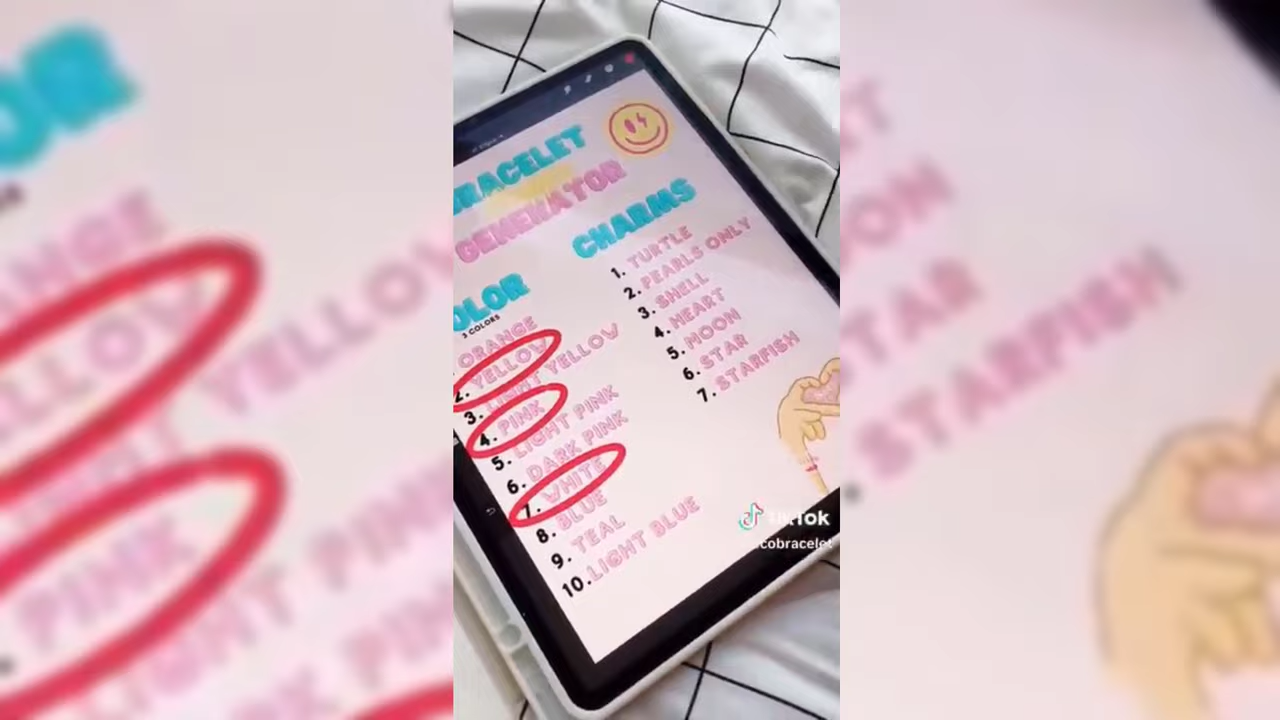 BRACELET
GENERATOR
COLOR
3 COLORS
ORANGE
2. YELLOW
3. LIGHT YELLOW
4. PINK
5. LIGHT PINK
6. DARK PINK
7. WHITE
8. BLUE
9. TEAL
10. LIGHT BLUE
CHARMS
1. TURTLE
2. PEARLS ONLY
3. SHELL
4. HEART
5. MOON
6. STAR
7. STARFISH
TikTok
cobracelet